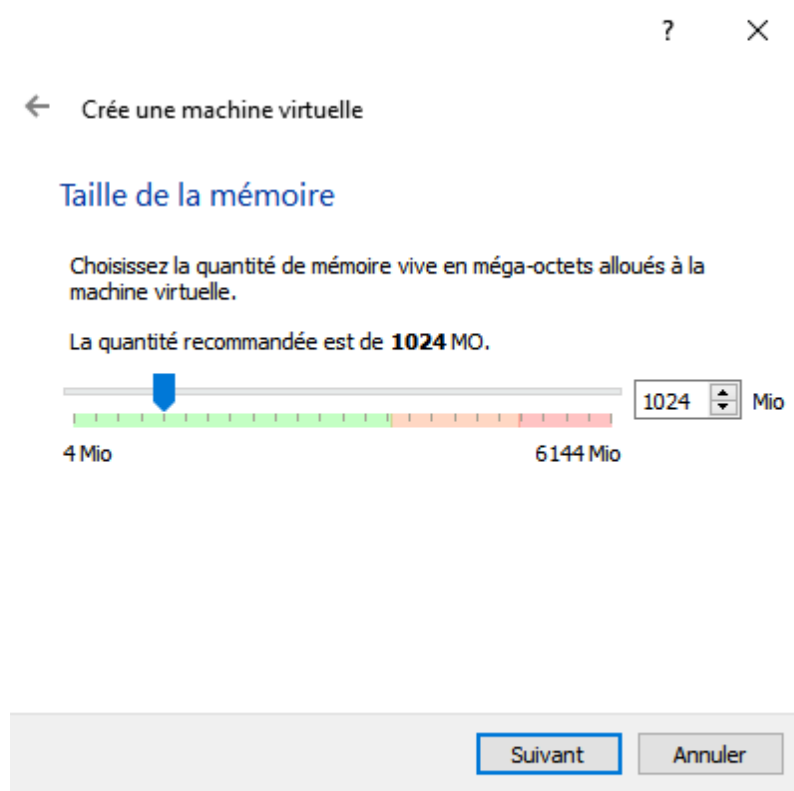 ?
Crée une machine virtuelle
Taille de la mémoire
Choisissez la quantité de mémoire vive en méga-octets alloués à la
machine virtuelle.
La quantité recommandée est de 1024 MO.
1024 Mio
4 Mio 6144 Mio
Suivant Annuler